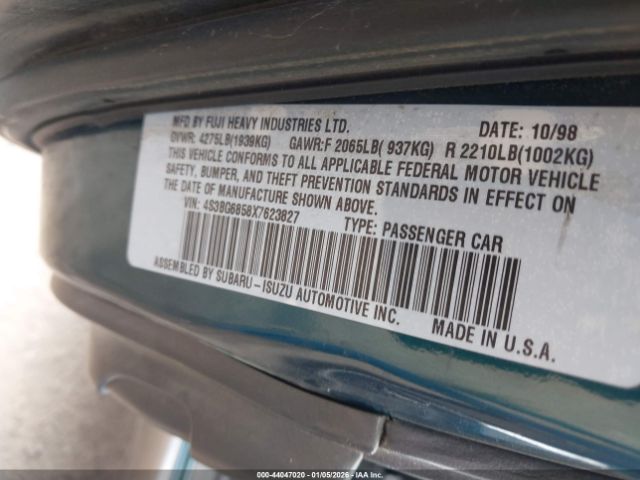 MFD BY FUJI HEAVY INDUSTRIES LTD. DATE: 10/98
GVWR: 4275LB(1939KG) GAWR:F 2065LB( 937KG) R 2210LB(1002KG)
THIS VEHICLE CONFORMS TO ALL APPLICABLE FEDERAL MOTOR VEHICLE
SAFETY, BUMPER, AND THEFT PREVENTION STANDARDS IN EFFECT ON
THE DATE OF MANUFACTURE SHOWN ABOVE.
VIN: 4S3BG6858X7623827 TYPE: PASSENGER CAR
ASSEMBLED BY SUBARU-ISUZU AUTOMOTIVE INC.
MADE IN U.S.A.
000-44047020 - 01/05/2026 - Copyright IAA